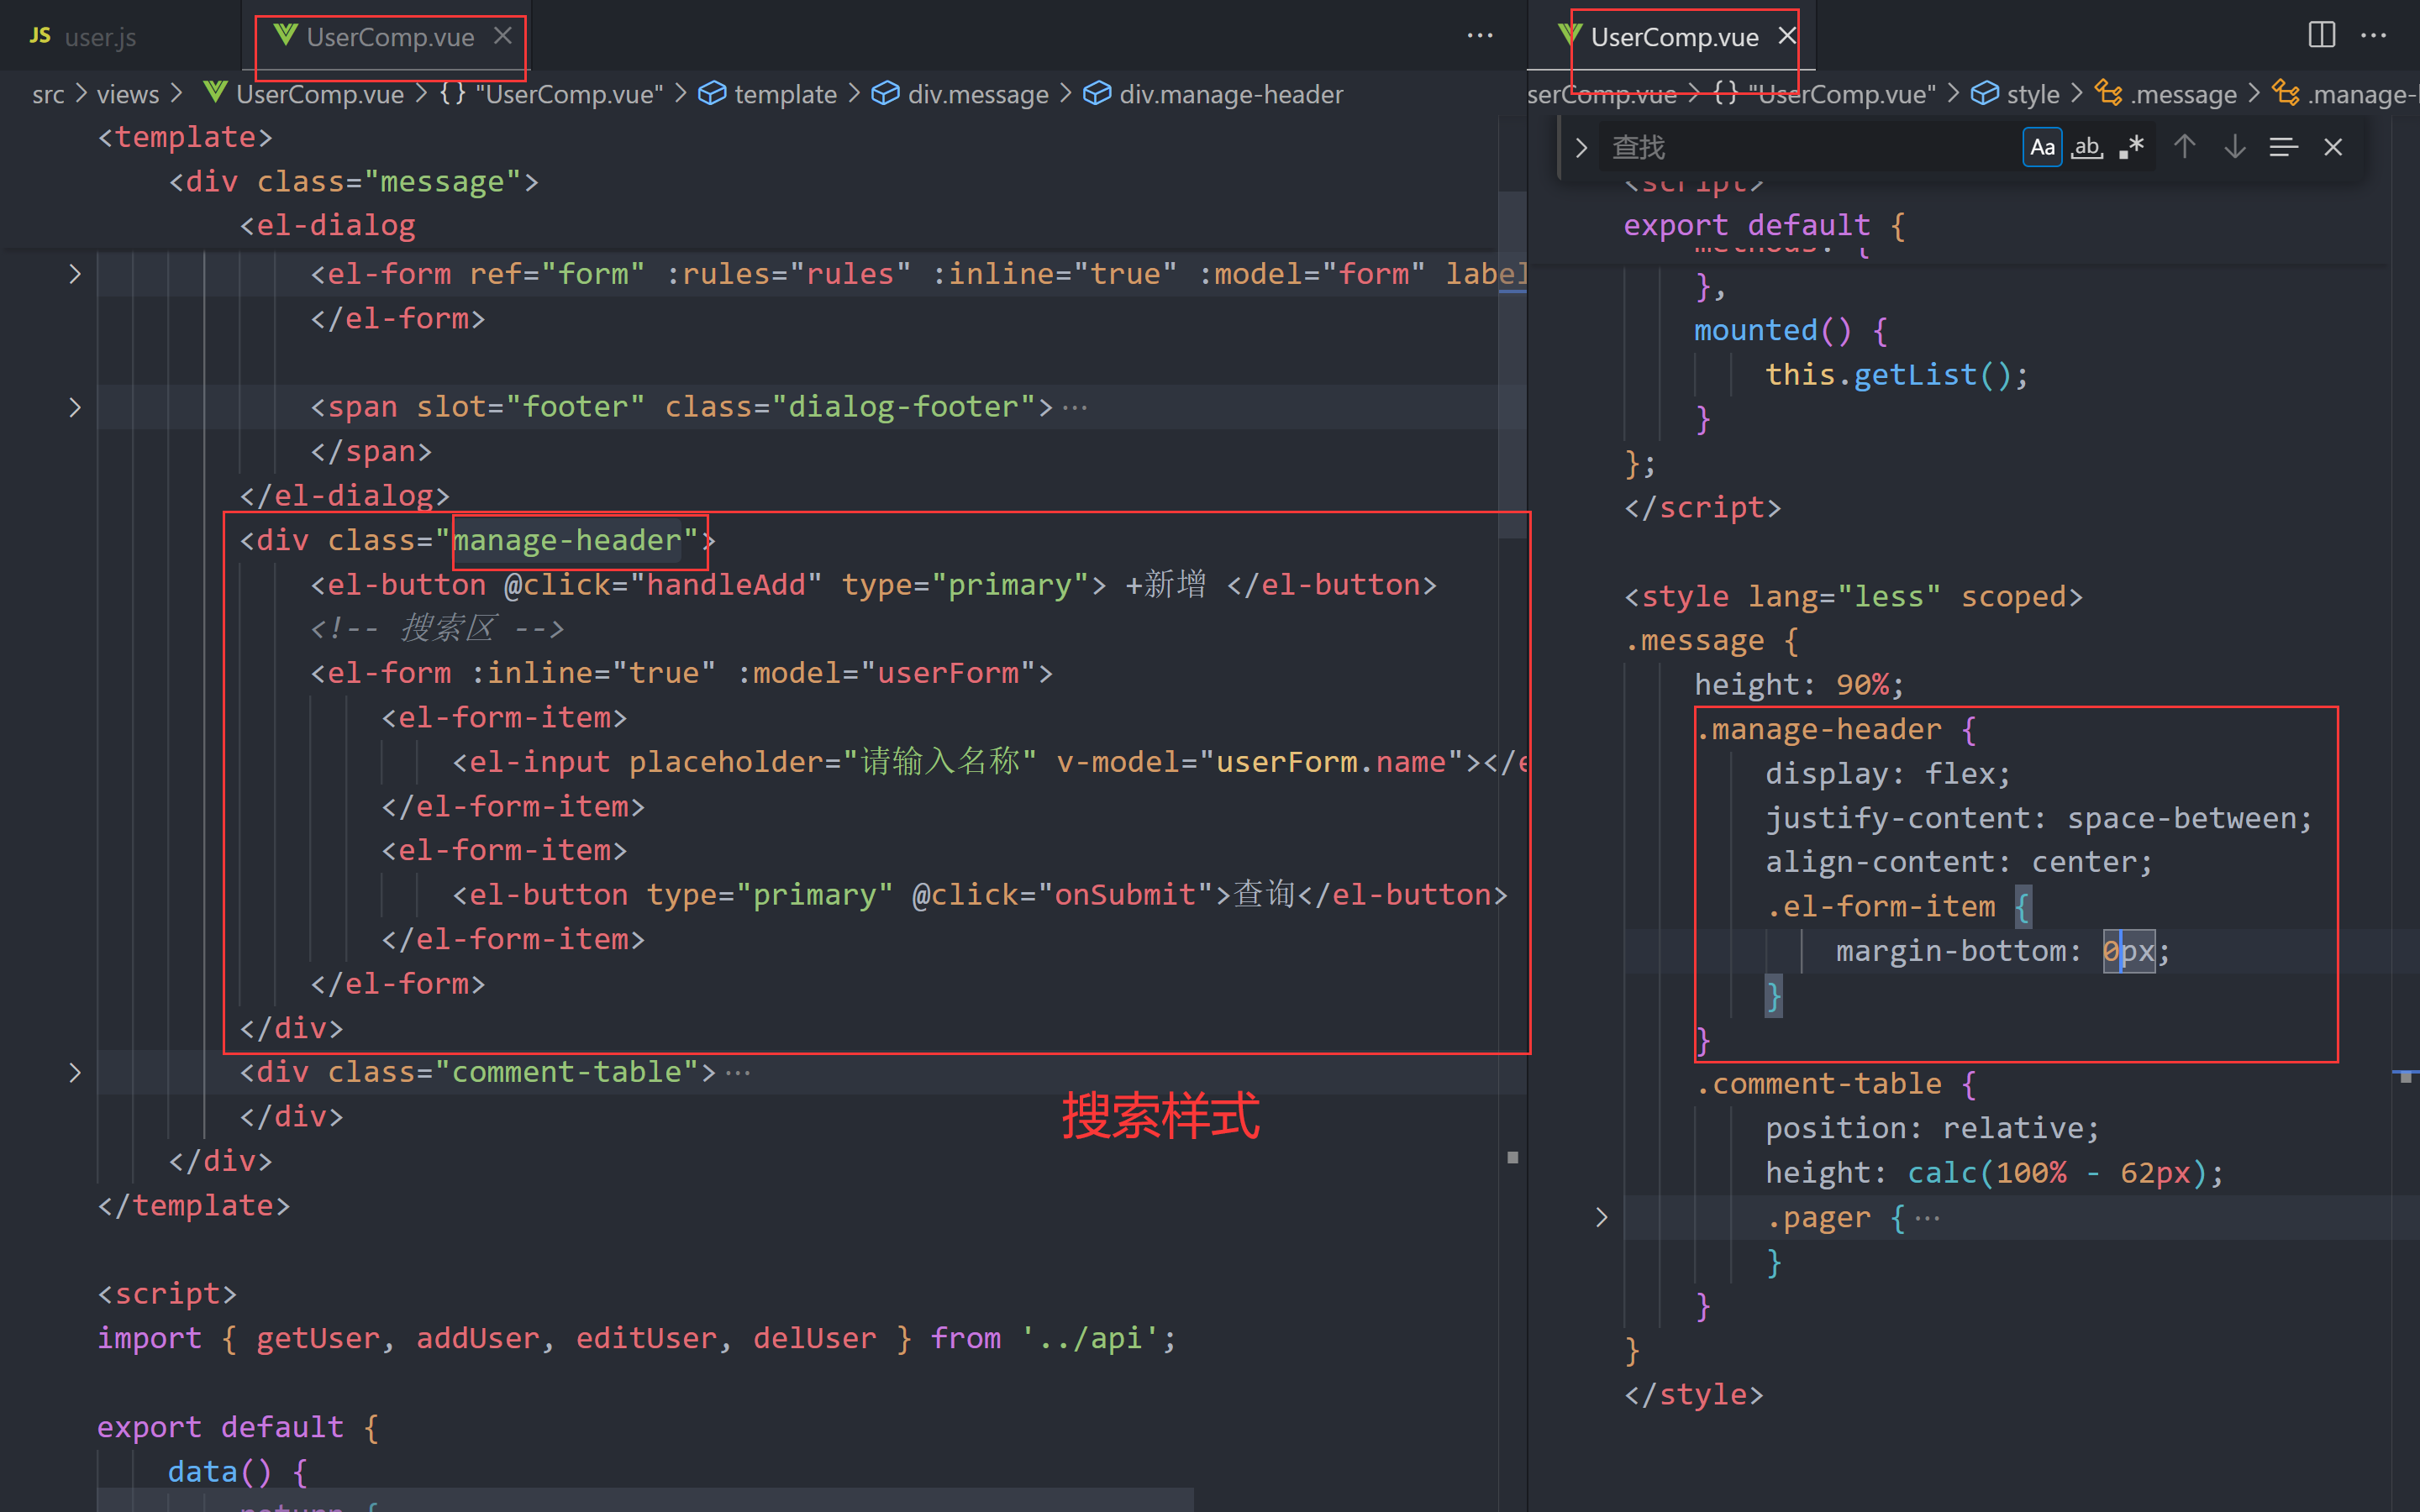 JS user.js
UserComp.vue
src > views > UserComp.vue > {} "UserComp.vue" > template > div.message > div.manage-header
<template>
<div class="message">
<el-dialog
<el-form ref="form" :rules="rules" :inline="true" :model="form" label
</el-form>
<span slot="footer" class="dialog-footer">···
</span>
</el-dialog>
<div class="manage-header">
<el-button @click="handleAdd" type="primary"> +新增 </el-button>
<!-- 搜索区 -->
<el-form :inline="true" :model="userForm">
<el-form-item>
<el-input placeholder="请输入名称" v-model="userForm.name"></e
</el-form-item>
<el-form-item>
<el-button type="primary" @click="onSubmit">查询</el-button>
</el-form-item>
</el-form>
</div>
<div class="comment-table">···
</div>
搜索样式
</div>
</template>
<script>
import { getUser, addUser, editUser, delUser } from '../api';
export default {
data() {
return {
UserComp.vue
serComp.vue > {} "UserComp.vue" > style > .message > .manage-
查找
Aa ab .*
<script>
export default {
methods: {
},
mounted() {
this.getList();
}
};
</script>
<style lang="less" scoped>
.message {
height: 90%;
.manage-header {
display: flex;
justify-content: space-between;
align-content: center;
.el-form-item {
margin-bottom: 0px;
}
}
.comment-table {
position: relative;
height: calc(100% - 62px);
.pager {···
}
}
}
</style>